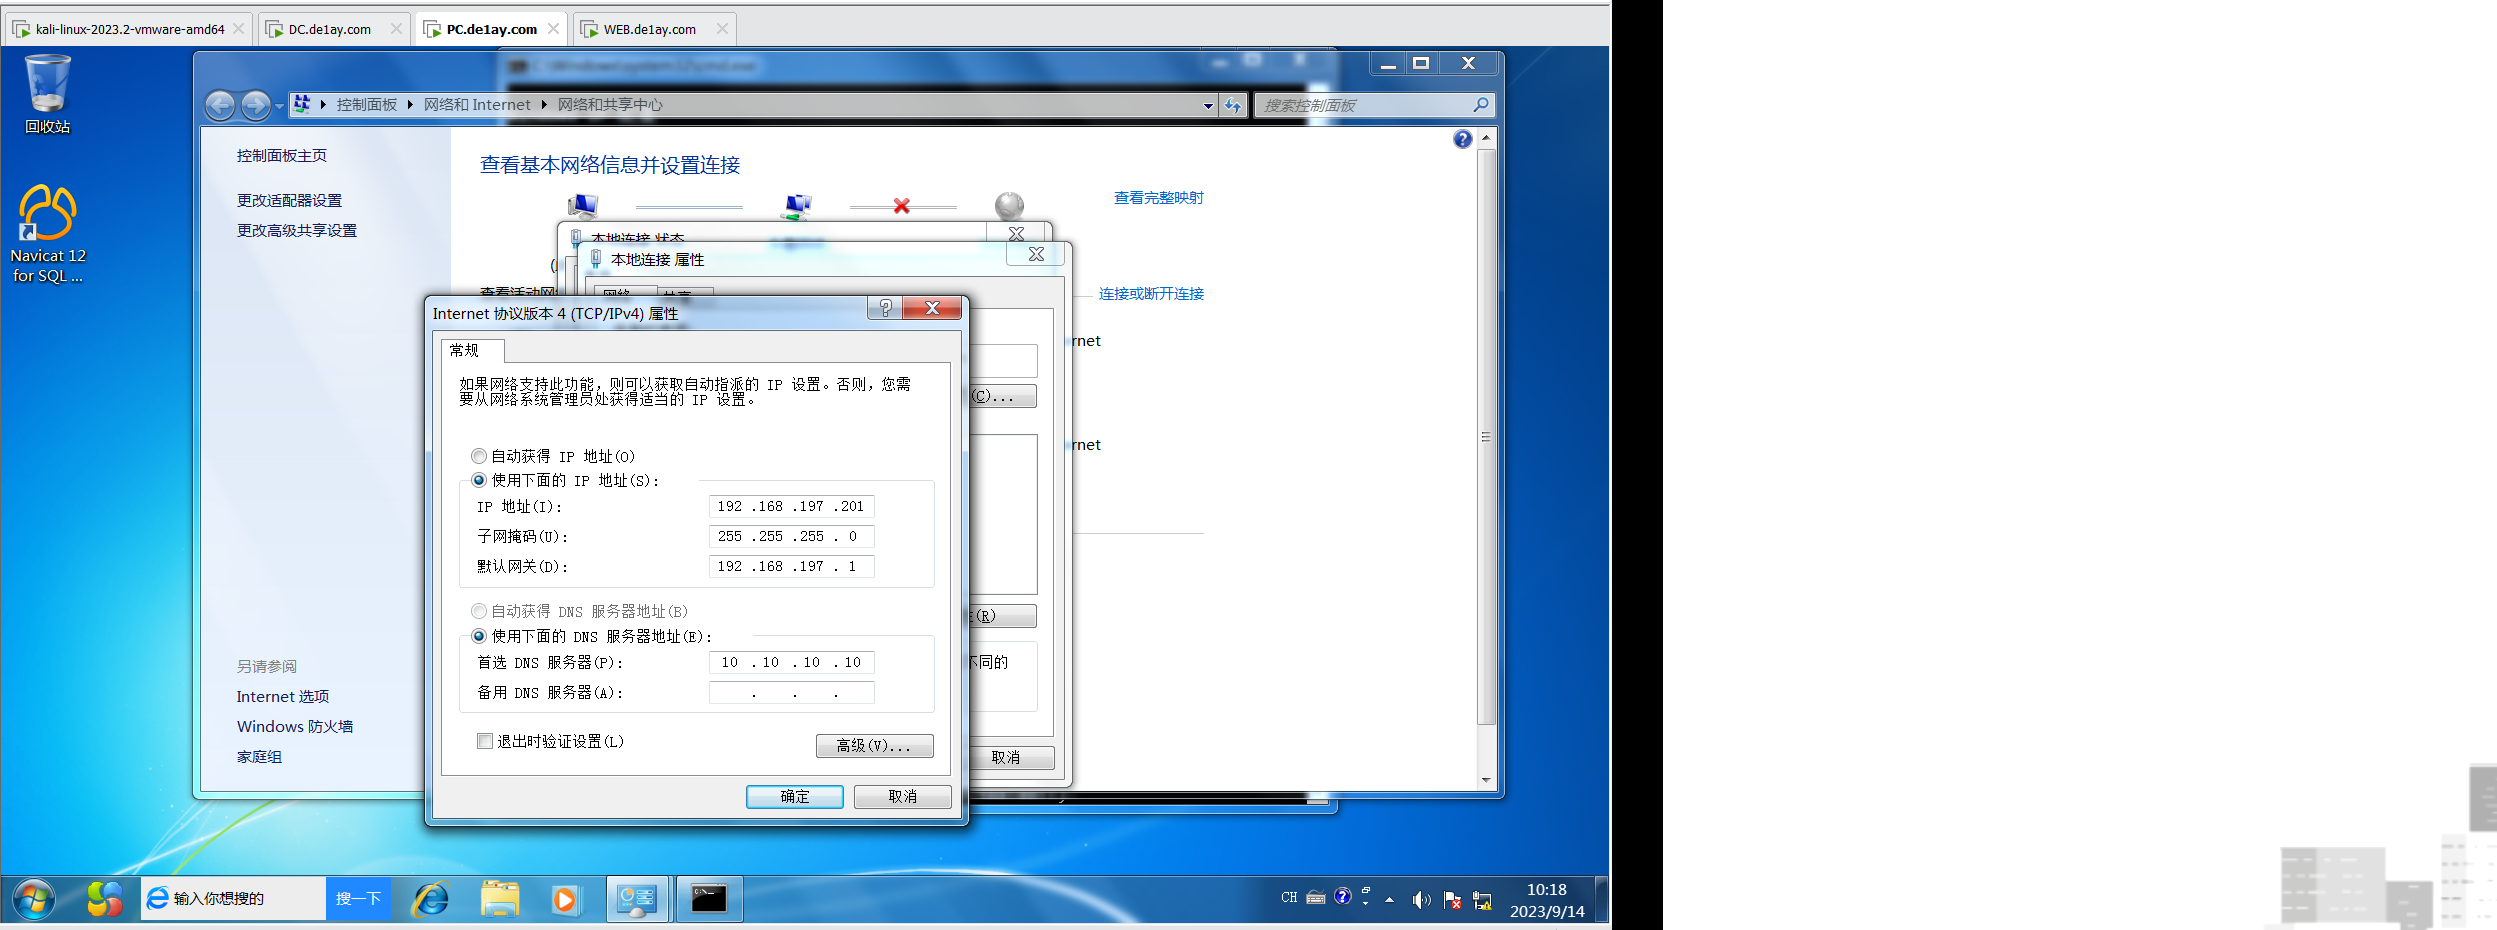 kali-linux-2023.2-vmware-amd64
DC.de1ay.com
PC.de1ay.com
WEB.de1ay.com
C:\Windows\system32\cmd.exe
回收站
Navicat 12
for SQL ...
控制面板
网络和 Internet
网络和共享中心
搜索控制面板
控制面板主页
更改适配器设置
更改高级共享设置
查看基本网络信息并设置连接
查看完整映射
本地连接 状态
本地连接 属性
网络
共享
查看活动网络
连接或断开连接
rnet
(C)...
rnet
(R)
不同的
取消
Internet 协议版本 4 (TCP/IPv4) 属性
常规
如果网络支持此功能，则可以获取自动指派的 IP 设置。否则，您需
要从网络系统管理员处获得适当的 IP 设置。
自动获得 IP 地址(O)
使用下面的 IP 地址(S):
IP 地址(I):
192 .168 .197 .201
子网掩码(U):
255 .255 .255 . 0
默认网关(D):
192 .168 .197 . 1
自动获得 DNS 服务器地址(B)
使用下面的 DNS 服务器地址(E):
首选 DNS 服务器(P):
10 . 10 . 10 . 10
备用 DNS 服务器(A):
. . .
退出时验证设置(L)
高级(V)...
确定
取消
另请参阅
Internet 选项
Windows 防火墙
家庭组
输入你想搜的
搜一下
CH
10:18
2023/9/14